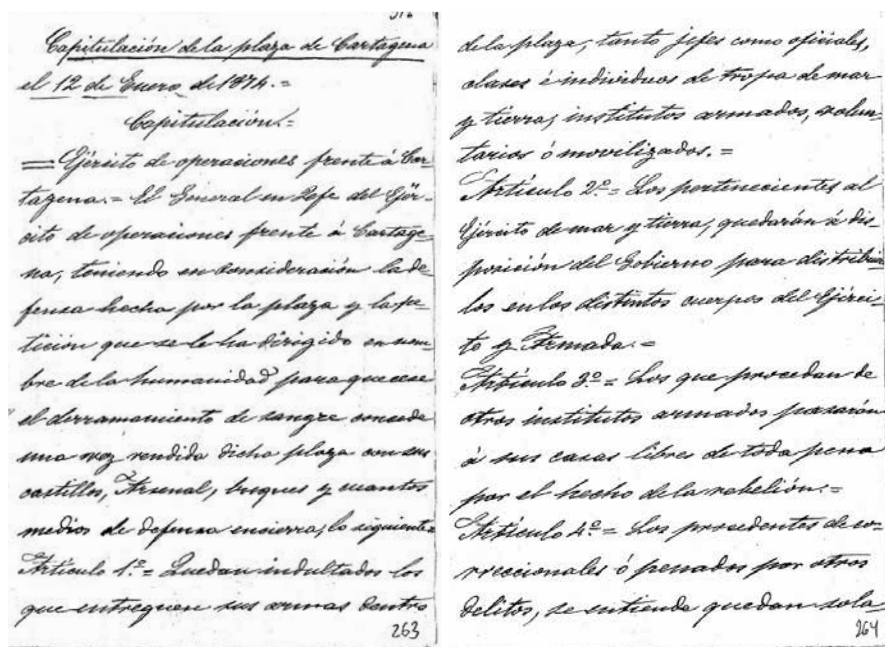 316
Capitulación de la plaza de Cartagena
el 12 de Enero de 1874.=
Capitulación.=
= Ejército de operaciones frente á Car-
tagena.= El General en Gefe del Ejér-
cito de operaciones frente á Cartage-
na, teniendo en consideración la de-
fensa hecha por la plaza y la pe-
tición que se le ha dirigido en nom-
bre de la humanidad para que cese
el derramamiento de sangre concede
una vez rendida dicha plaza con sus
castillos, Arsenal, buques y cuantos
medios de defensa encierra, lo siguiente=
Artículo 1.º= Quedan indultados los
que entreguen sus armas dentro
263
de la plaza, tanto jefes como oficiales,
clases é individuos de tropa de mar
y tierra, institutos armados, volun-
tarios ó movilizados.=
Artículo 2º.= Los pertenecientes al
Ejército de mar y tierra, quedarán á dis-
posición del Gobierno para distribuir
los en los distintos cuerpos del Ejérci-
to y Armada.=
Artículo 3º= Los que procedan de
otros institutos armados pasarán
á sus casas libres de toda pena
por el hecho de la rebelión.=
Artículo 4º= Los procedentes de co-
rreccionales ó penados por otros
delitos, se entiende quedan sola-
264